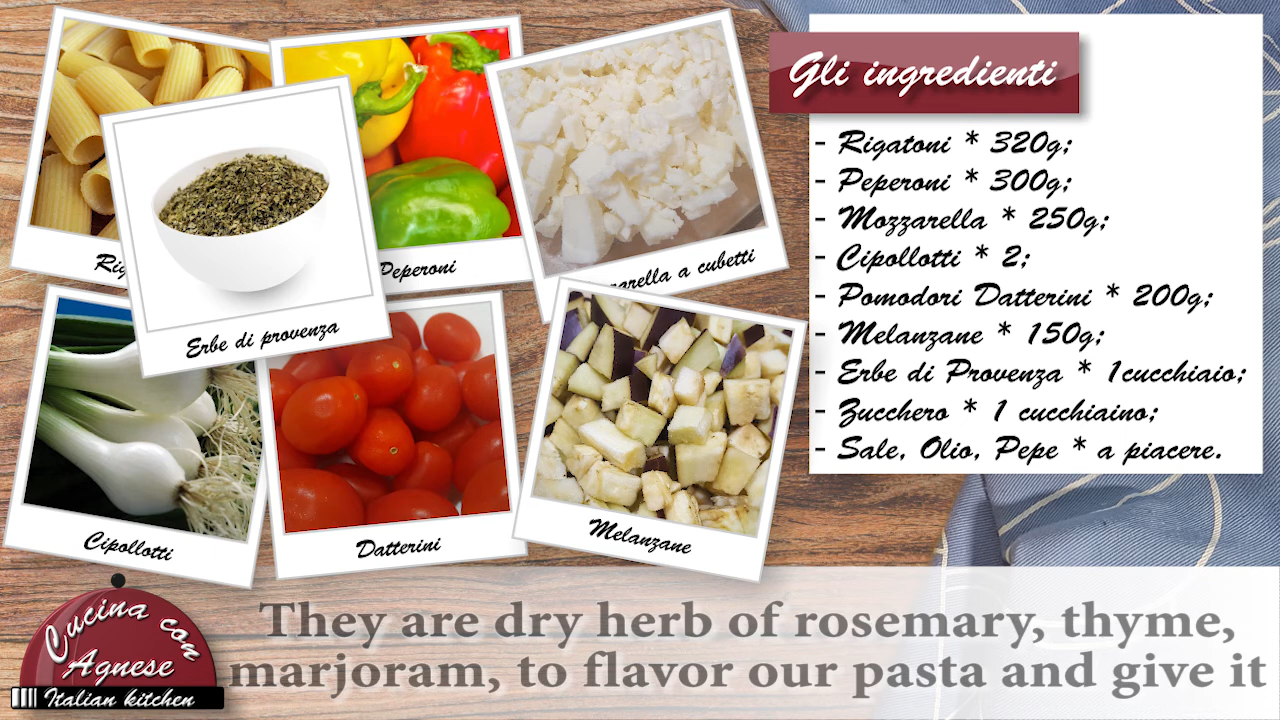 Gli ingredienti
- Rigatoni * 320g;
- Peperoni * 300g;
- Mozzarella * 250g;
- Cipollotti * 2;
- Pomodori Datterini * 200g;
- Melanzane * 150g;
- Erbe di Provenza * 1cucchiaio;
- Zucchero * 1 cucchiaino;
- Sale, Olio, Pepe * a piacere.
Peperoni
a cubetti
Erbe di provenza
Cipollotti
Datterini
Melanzane
They are dry herb of rosemary, thyme,
marjoram, to flavor our pasta and give it
Cucina con
Agnese
Italian kitchen